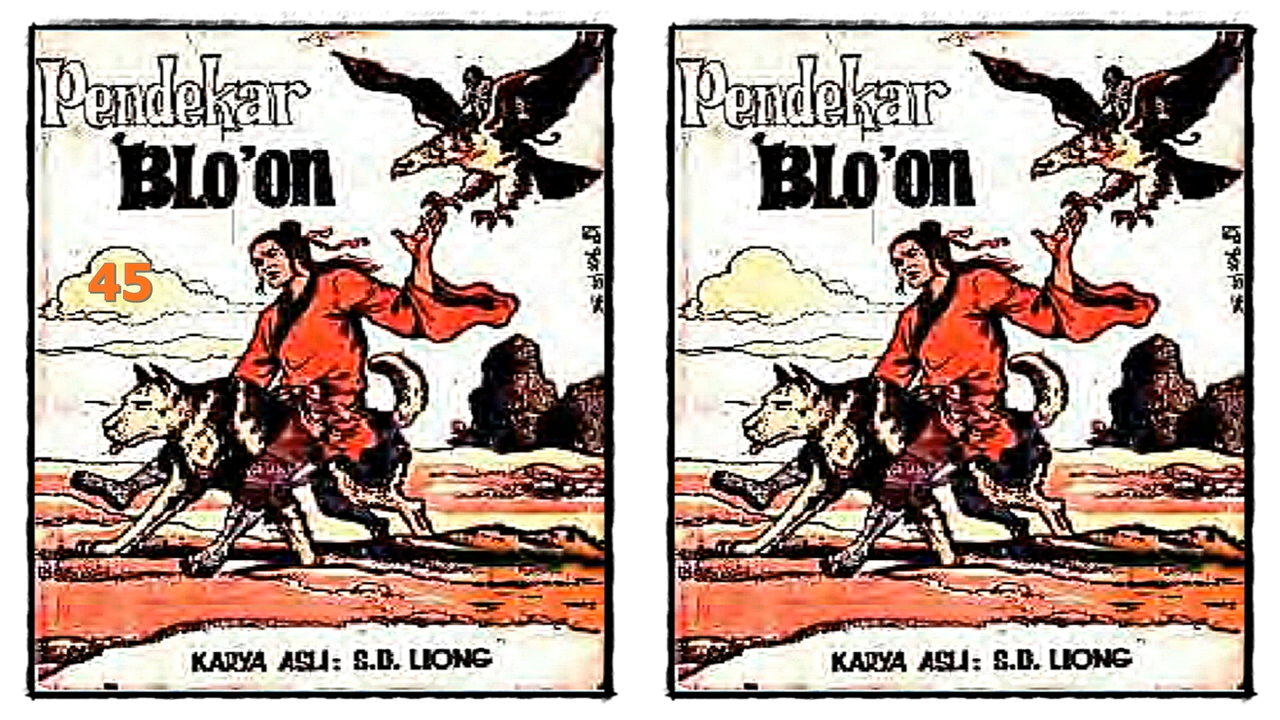 Pendekar
BLO'ON
45
KARYA ASLI: S.D. LIONG
Pendekar
BLO'ON
KARYA ASLI: S.D. LIONG